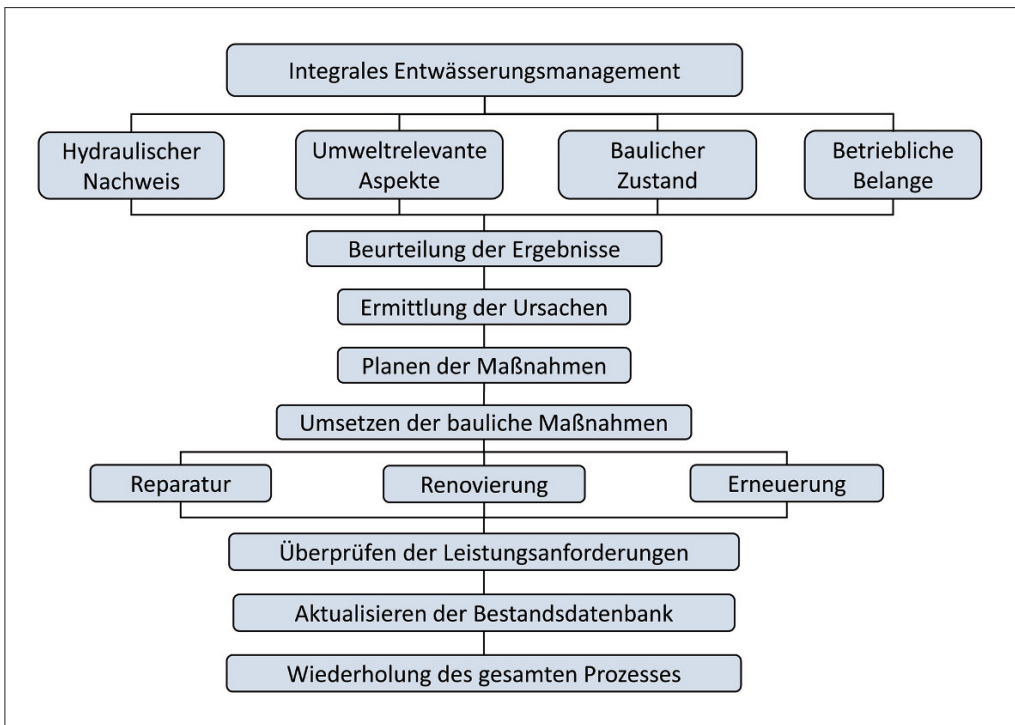 Integrales Entwässerungsmanagement
Hydraulischer
Nachweis
Umweltrelevante
Aspekte
Baulicher
Zustand
Betriebliche
Belange
Beurteilung der Ergebnisse
Ermittlung der Ursachen
Planen der Maßnahmen
Umsetzen der bauliche Maßnahmen
Reparatur
Renovierung
Erneuerung
Überprüfen der Leistungsanforderungen
Aktualisieren der Bestandsdatenbank
Wiederholung des gesamten Prozesses